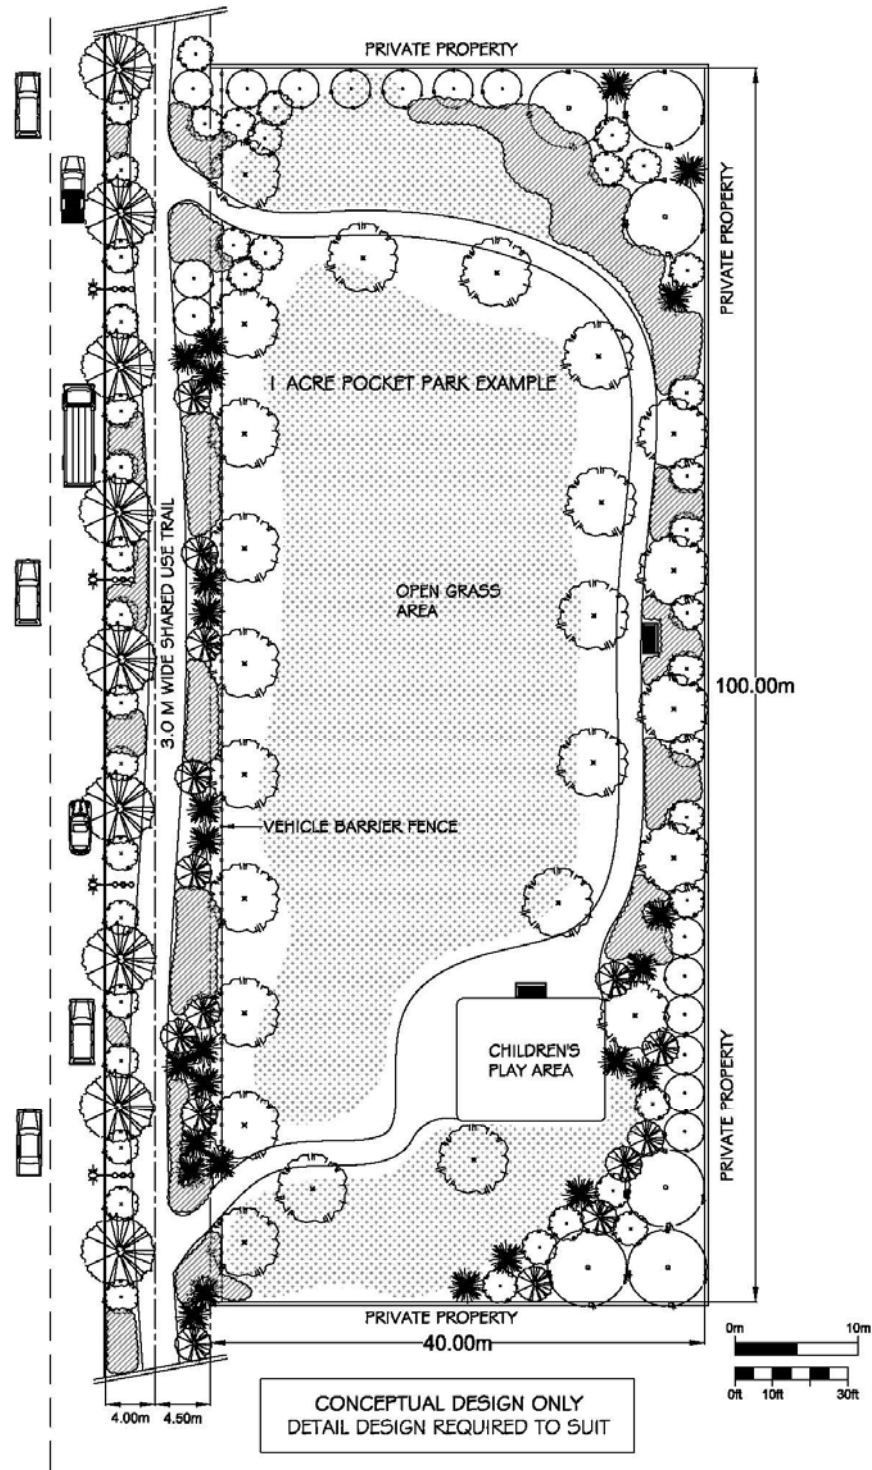 PRIVATE PROPERTY
PRIVATE PROPERTY
1 ACRE POCKET PARK EXAMPLE
3.0 M WIDE SHARED USE TRAIL
OPEN GRASS
AREA
100.00m
VEHICLE BARRIER FENCE
CHILDREN'S
PLAY AREA
PRIVATE PROPERTY
PRIVATE PROPERTY
40.00m
0m 10m
0ft 10ft 30ft
4.00m 4.50m
CONCEPTUAL DESIGN ONLY
DETAIL DESIGN REQUIRED TO SUIT